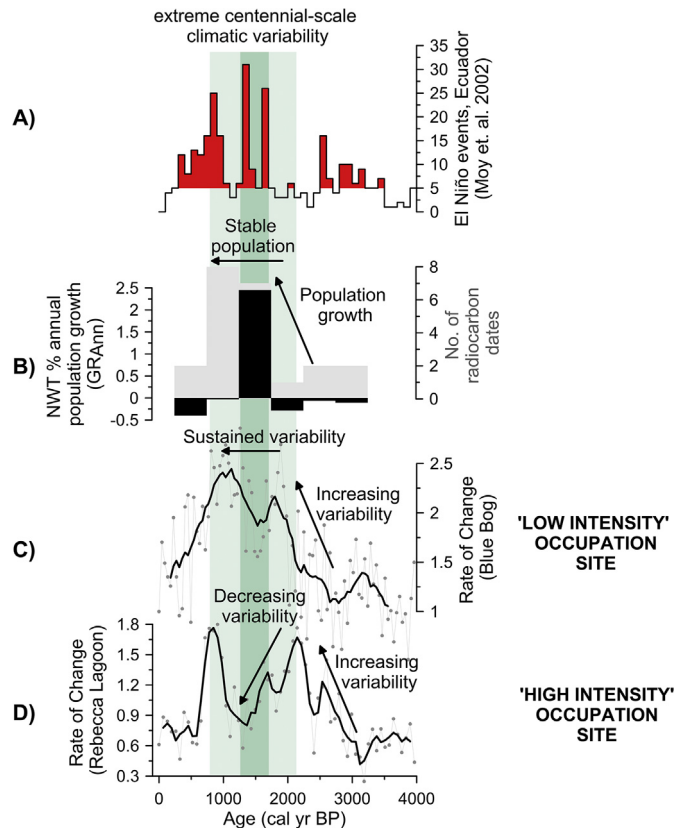 extreme centennial-scale
climatic variability
A)
35
30
25
20
15
10
5
0
El Niño events, Ecuador
(Moy et. al. 2002)
Stable
population
Population
growth
B)
NWT % annual
population growth
(GRAnn)
2.5
2
1.5
1
0.5
0
-0.5
8
6
4
2
0
No. of
radiocarbon
dates
Sustained variability
Increasing
variability
C)
2.5
2
1.5
1
Rate of Change
(Blue Bog)
'LOW INTENSITY'
OCCUPATION
SITE
Decreasing
variability
Increasing
variability
D)
Rate of Change
(Rebecca Lagoon)
1.8
1.5
1.2
0.9
0.6
0.3
'HIGH INTENSITY'
OCCUPATION
SITE
0 1000 2000 3000 4000
Age (cal yr BP)